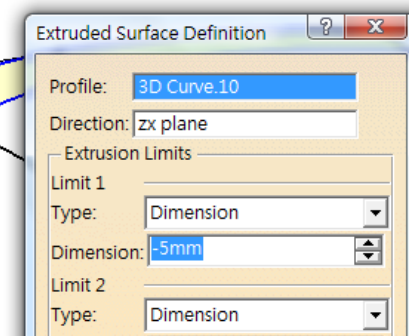 Extruded Surface Definition ?
Profile: 3D Curve.10
Direction: zx plane
Extrusion Limits
Limit 1
Type: Dimension
Dimension: -5mm
Limit 2
Type: Dimension